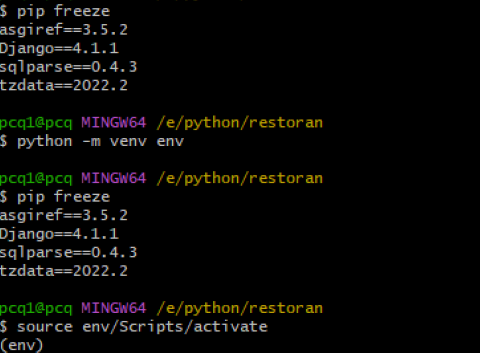 $ pip freeze
asgiref==3.5.2
Django==4.1.1
sqlparse==0.4.3
tzdata==2022.2
pcq1@pcq MINGW64 /e/python/restoran
$ python -m venv env
pcq1@pcq MINGW64 /e/python/restoran
$ pip freeze
asgiref==3.5.2
Django==4.1.1
sqlparse==0.4.3
tzdata==2022.2
pcq1@pcq MINGW64 /e/python/restoran
$ source env/Scripts/activate
(env)